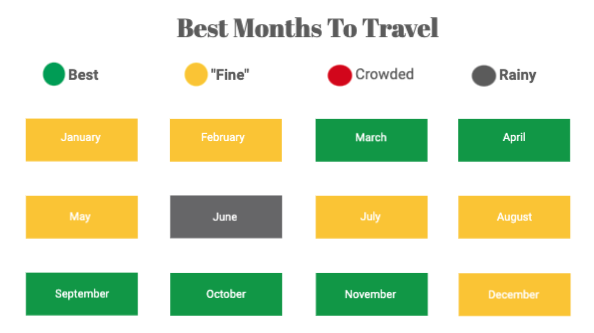 Best Months To Travel
Best "Fine" Crowded Rainy
January February March April
May June July August
September October November December